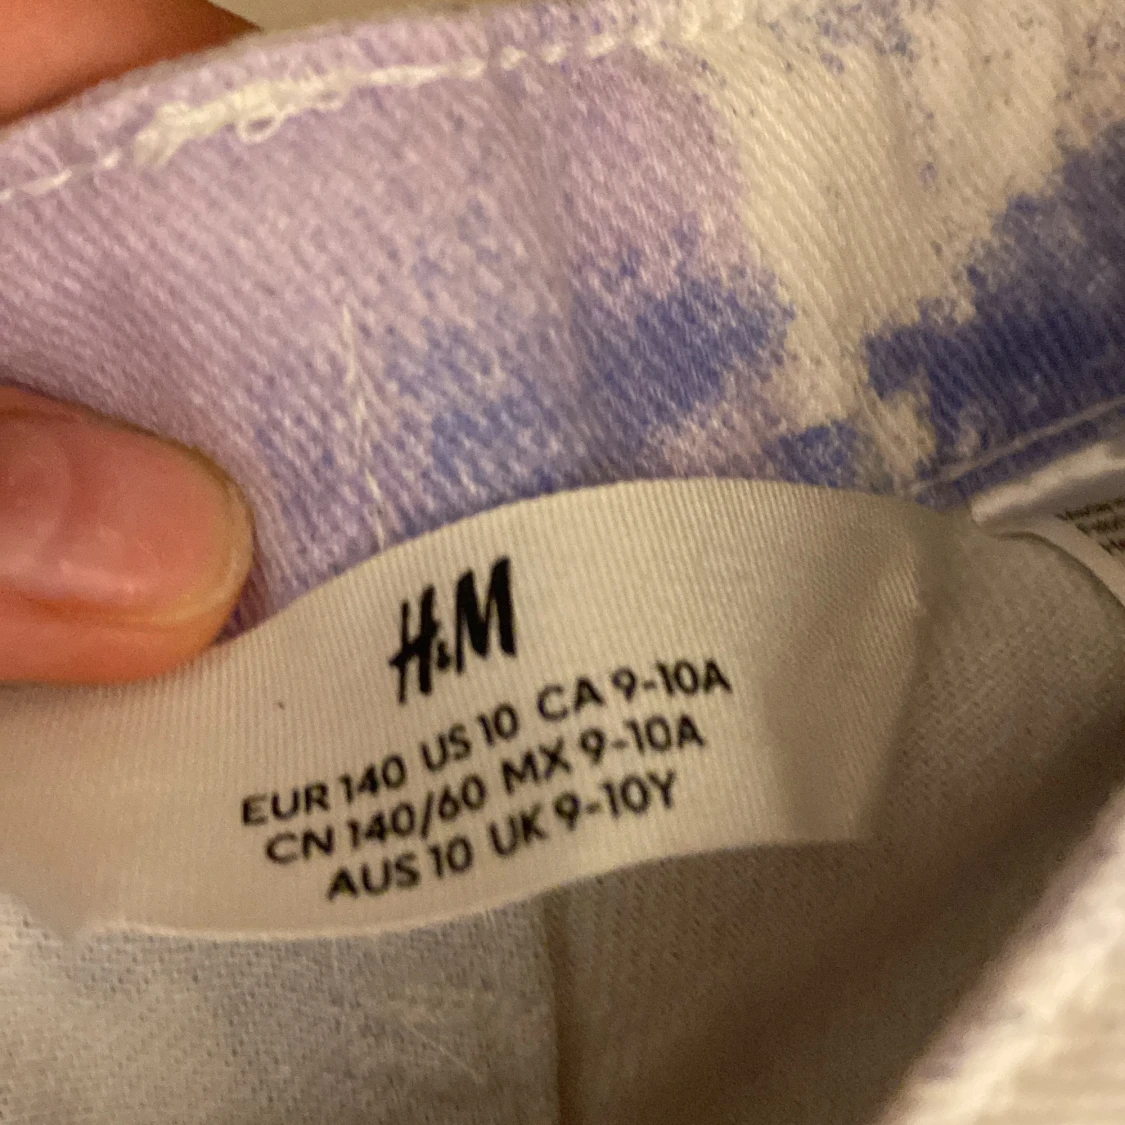 H&M
EUR 140 US 10 CA 9-10A
CN 140/60 MX 9-10A
AUS 10 UK 9-10Y